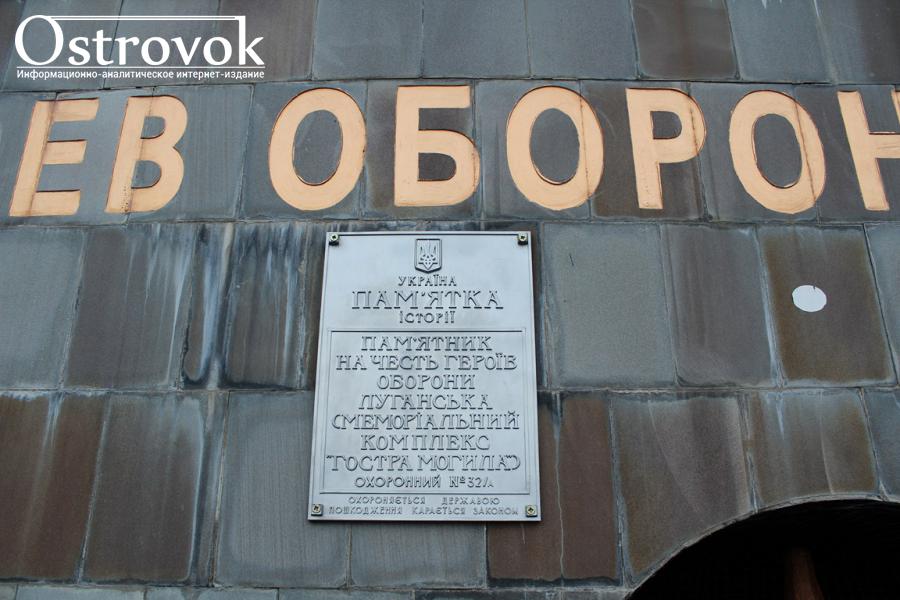 Ostrovok
Информационно-аналитическое интернет-издание
ЕВ ОБОРОН
УКРАЇНА
ПАМ'ЯТКА
ІСТОРІЇ
ПАМ'ЯТНИК
НА ЧЕСТЬ ГЕРОЇВ
ОБОРОНИ
ЛУГАНСЬКА
(МЕМОРІАЛЬНИЙ
КОМПЛЕКС
"ГОСТРА МОГИЛА")
ОХОРОННИЙ №32/Л
ОХОРОНЯЄТЬСЯ ДЕРЖАВОЮ
ПОШКОДЖЕННЯ КАРАЄТЬСЯ ЗАКОНОМ